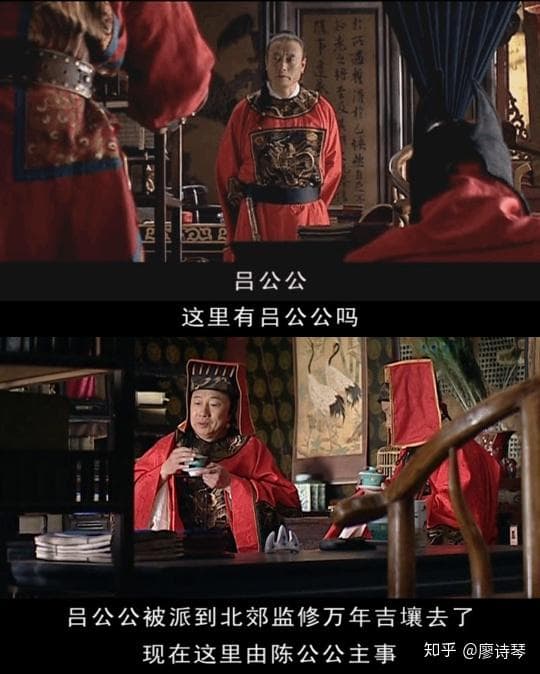 吕公公
这里有吕公公吗
吕公公被派到北郊监修万年吉壤去了
现在这里由陈公公主事
知乎 @廖诗琴